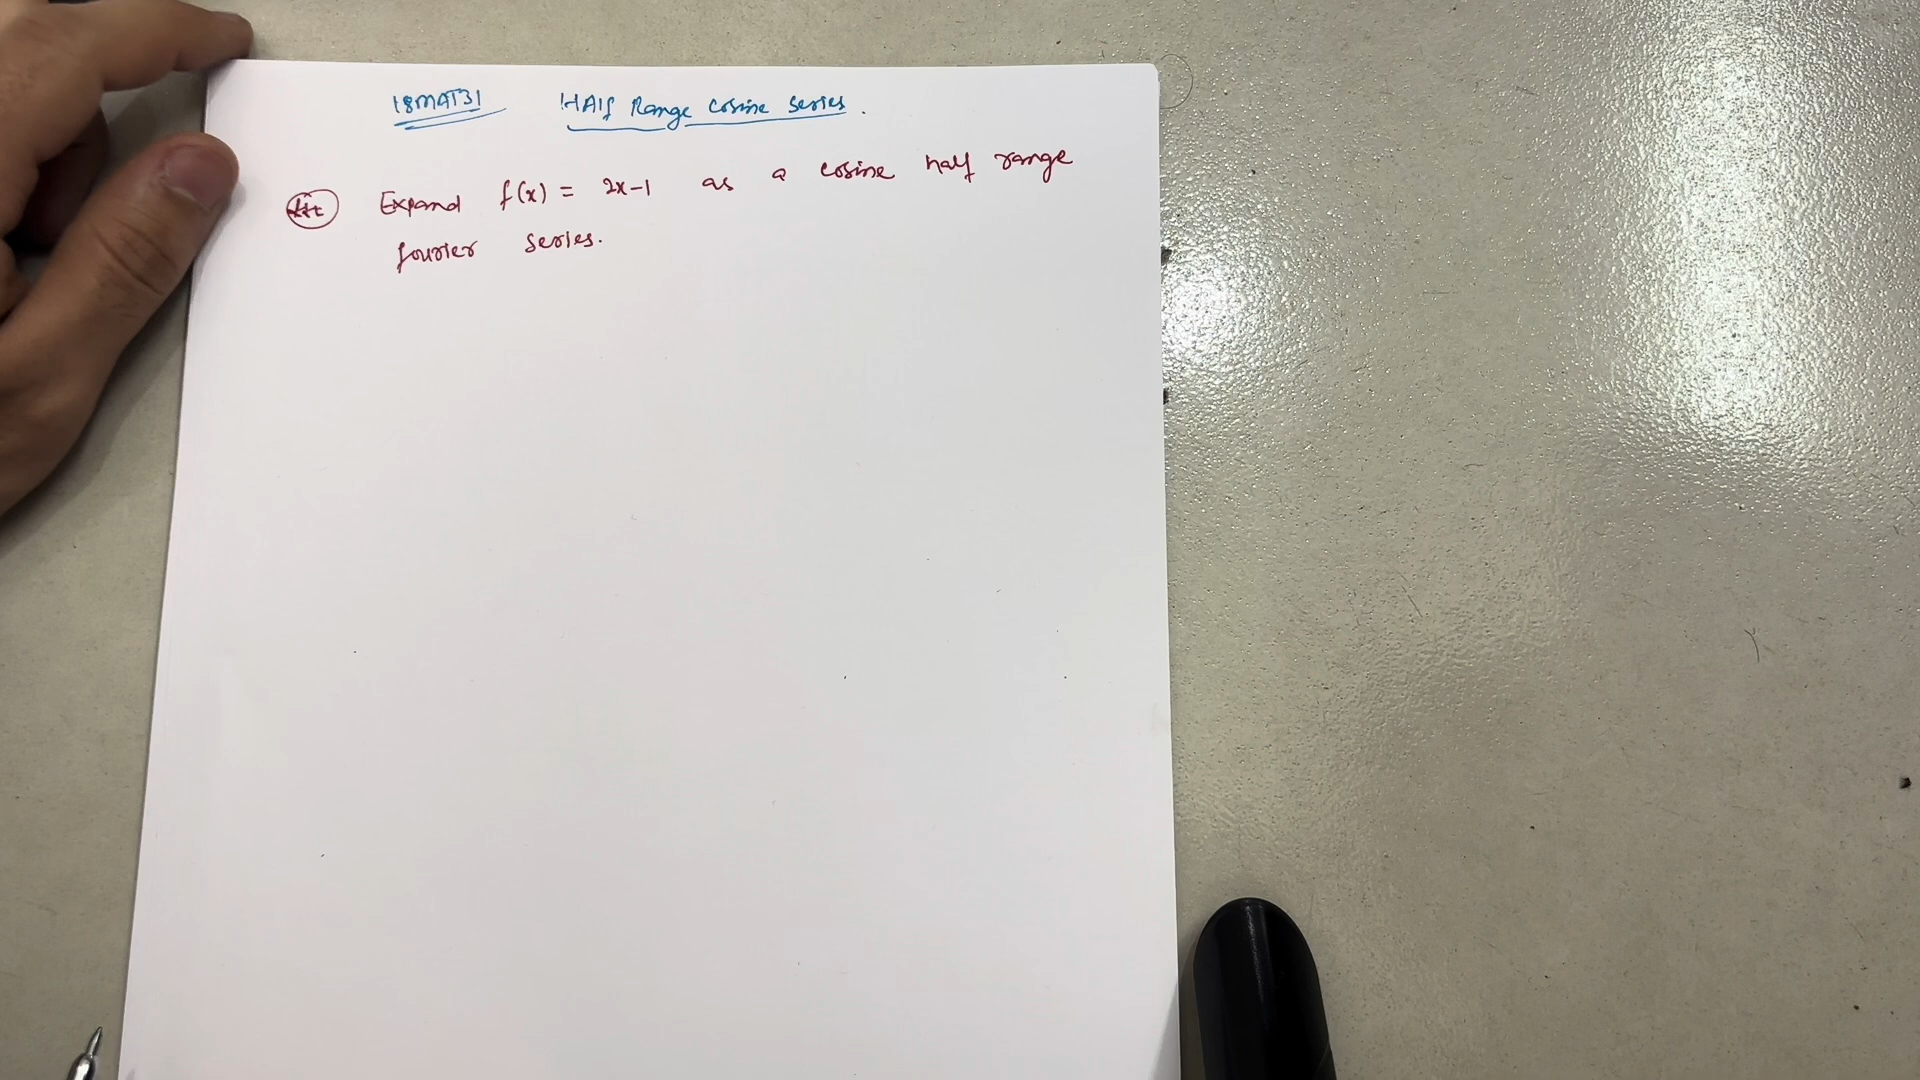 18MAT31 HAlf Range cosine series.
Expand f(x) = 2x-1 as a cosine half range
fourier series.